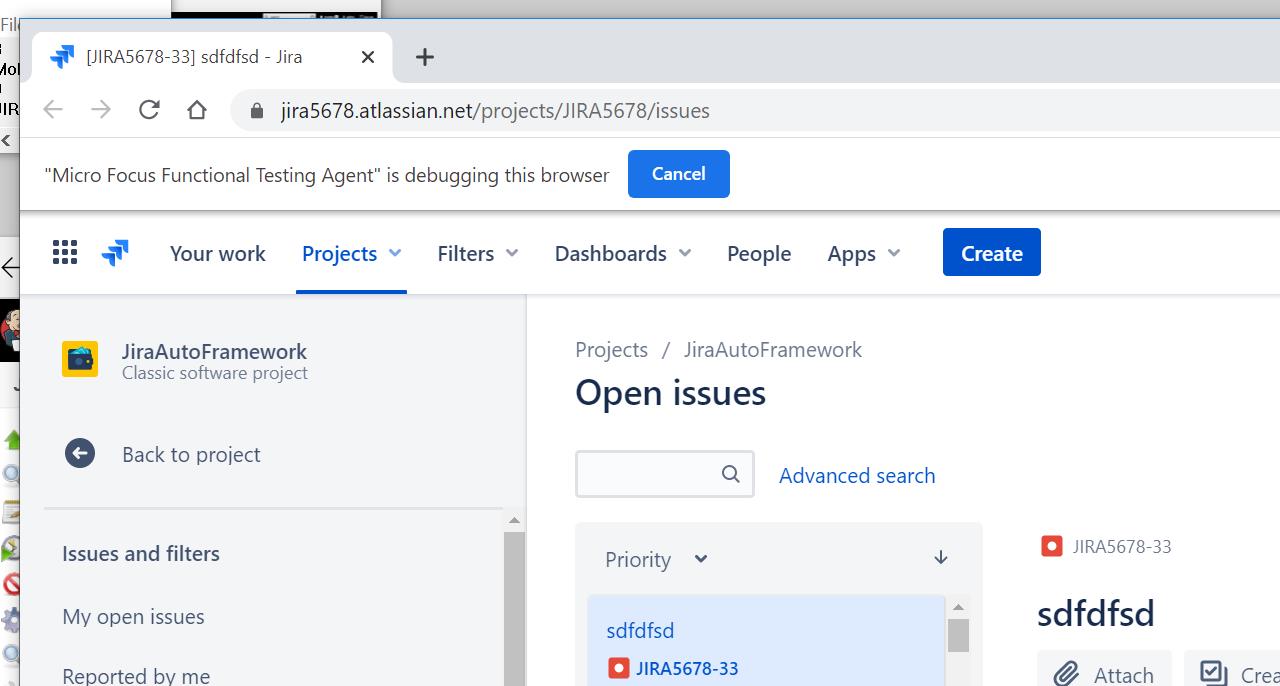 [JIRA5678-33] sdfdfsd - Jira
jira5678.atlassian.net/projects/JIRA5678/issues
"Micro Focus Functional Testing Agent" is debugging this browser Cancel
Your work Projects Filters Dashboards People Apps Create
JiraAutoFramework
Classic software project
Back to project
Issues and filters
My open issues
Reported by me
Projects / JiraAutoFramework
Open issues
Advanced search
Priority
sdfdfsd
JIRA5678-33
JIRA5678-33
sdfdfsd
Attach